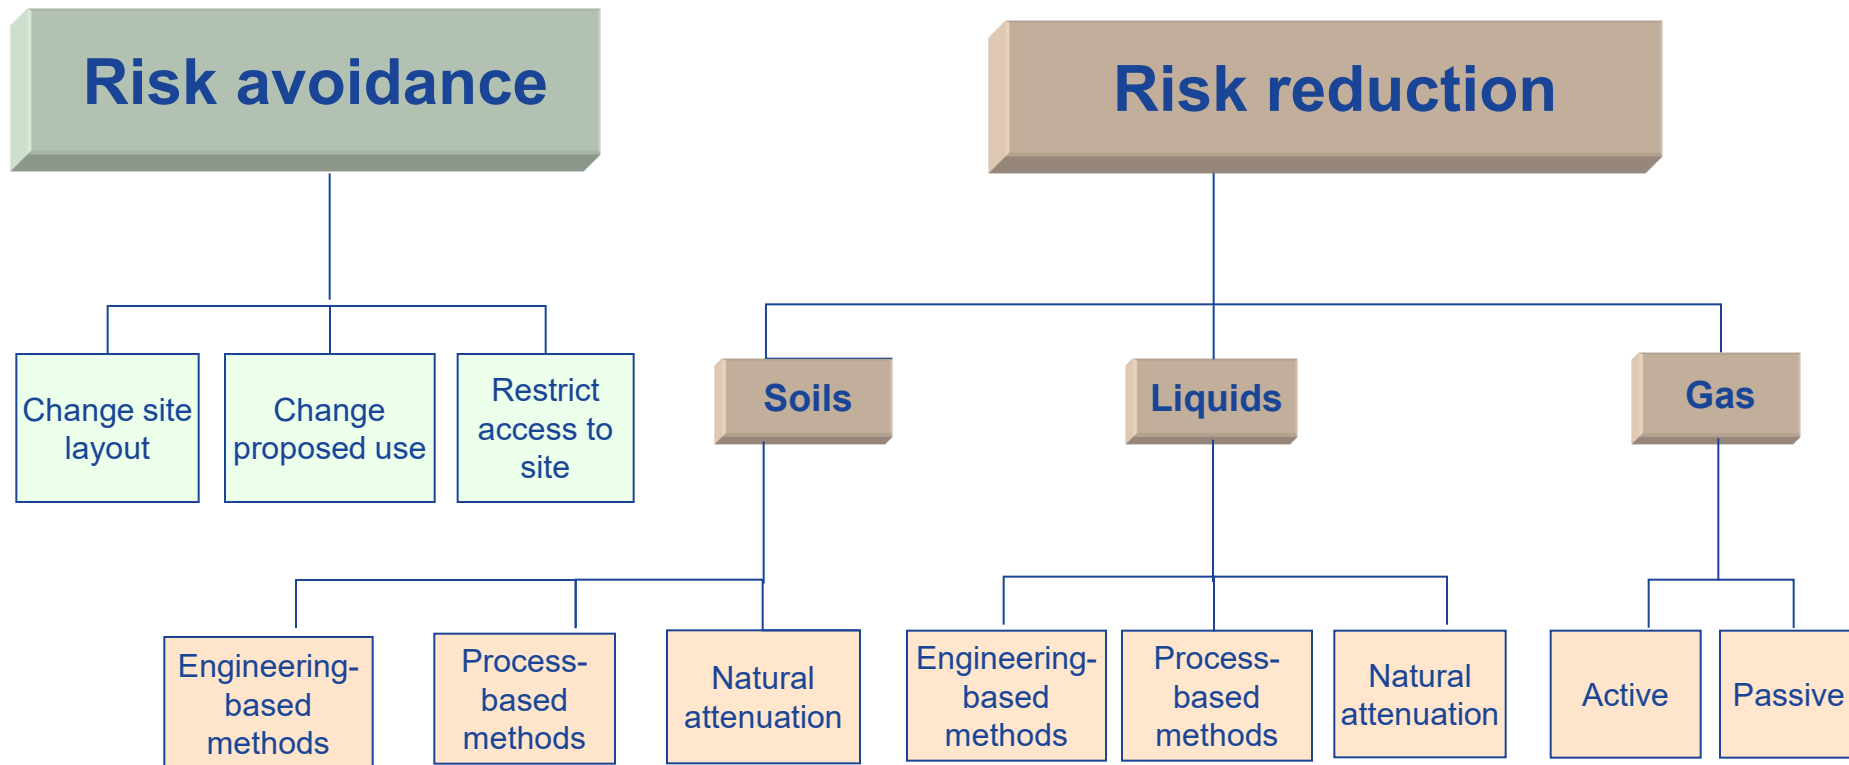 Risk avoidance
Risk reduction
Change site
layout
Change
proposed use
Restrict
access to
site
Soils
Liquids
Gas
Engineering-
based
methods
Process-
based
methods
Natural
attenuation
Engineering-
based
methods
Process-
based
methods
Natural
attenuation
Active
Passive